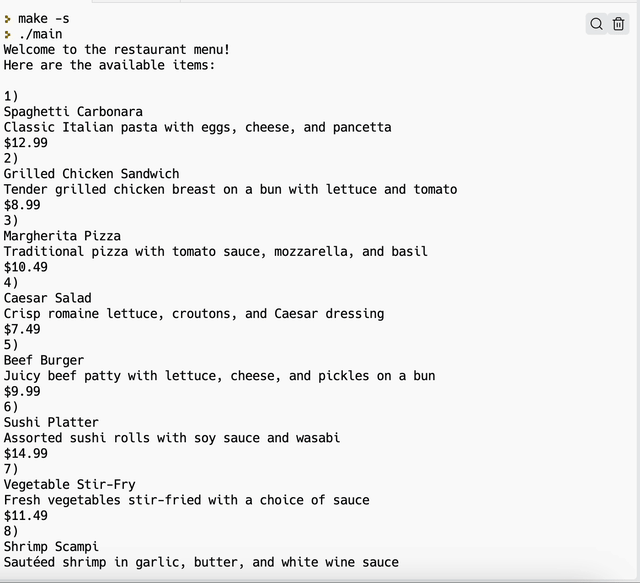 make -s
./main
Welcome to the restaurant menu!
Here are the available items:
1)
Spaghetti Carbonara
Classic Italian pasta with eggs, cheese, and pancetta
$12.99
2)
Grilled Chicken Sandwich
Tender grilled chicken breast on a bun with lettuce and tomato
$8.99
3)
Margherita Pizza
Traditional pizza with tomato sauce, mozzarella, and basil
$10.49
4)
Caesar Salad
Crisp romaine lettuce, croutons, and Caesar dressing
$7.49
5)
Beef Burger
Juicy beef patty with lettuce, cheese, and pickles on a bun
$9.99
6)
Sushi Platter
Assorted sushi rolls with soy sauce and wasabi
$14.99
7)
Vegetable Stir-Fry
Fresh vegetables stir-fried with a choice of sauce
$11.49
8)
Shrimp Scampi
Sautéed shrimp in garlic, butter, and white wine sauce